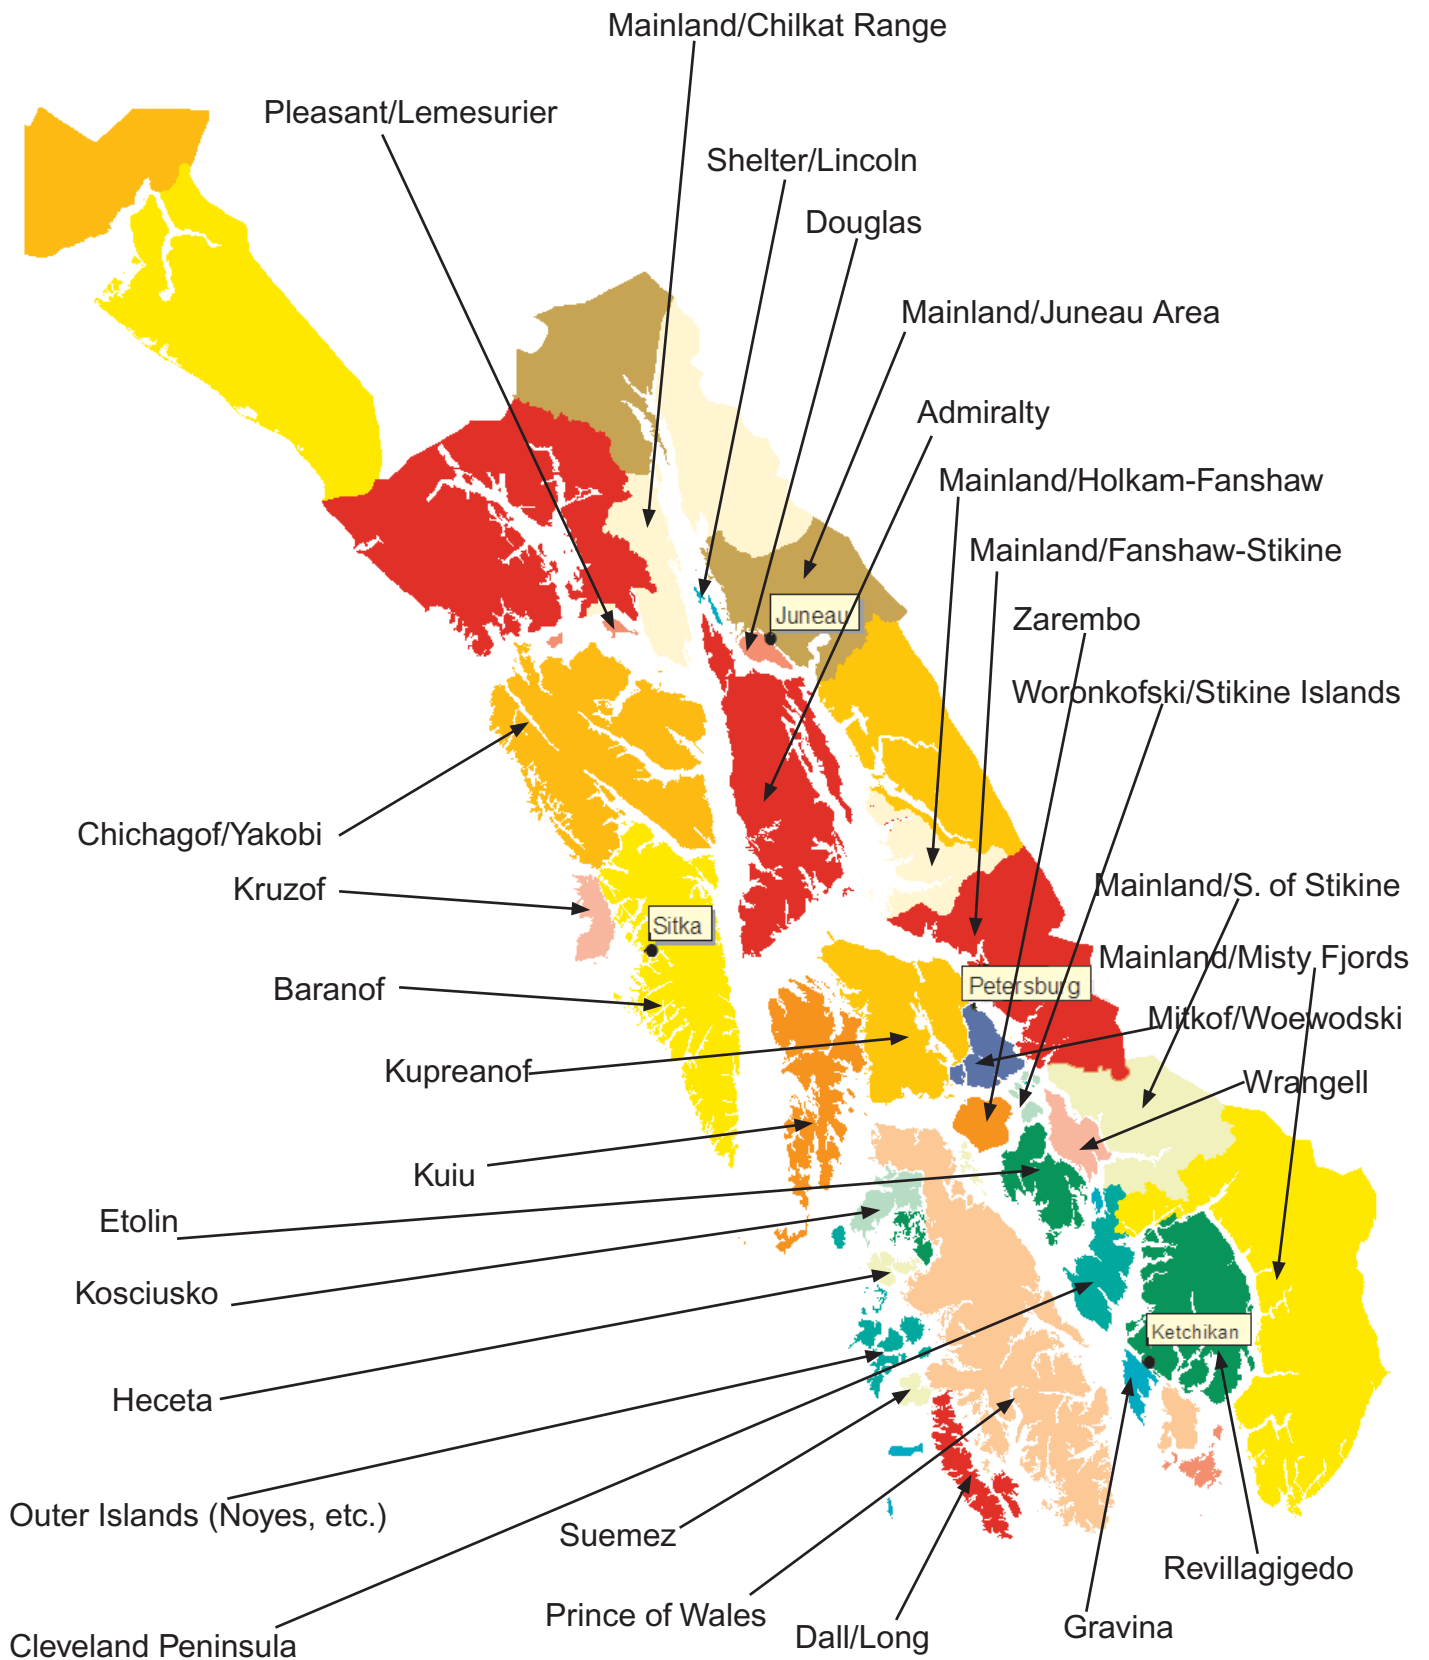 Mainland/Chilkat Range
Pleasant/Lemesurier
Shelter/Lincoln
Douglas
Mainland/Juneau Area
Admiralty
Mainland/Holkam-Fanshaw
Mainland/Fanshaw-Stikine
Juneau
Zarembo
Woronkofski/Stikine Islands
Chichagof/Yakobi
Kruzof
Mainland/S. of Stikine
Sitka
Mainland/Misty Fjords
Baranof
Petersburg
Mitkof/Woewodski
Kupreanof
Wrangell
Kuiu
Etolin
Kosciusko
Ketchikan
Heceta
Outer Islands (Noyes, etc.)
Suemez
Revillagigedo
Prince of Wales
Gravina
Dall/Long
Cleveland Peninsula